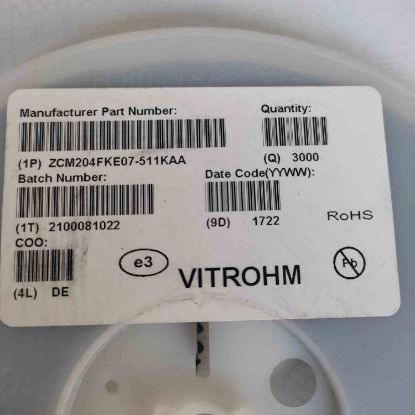 Manufacturer Part Number:
Quantity:
(1P) ZCM204FKE07-511KAA
(Q) 3000
Batch Number:
Date Code(YYWW):
(1T) 2100081022
(9D) 1722
RoHS
COO:
(4L) DE
e3
VITROHM
Pb